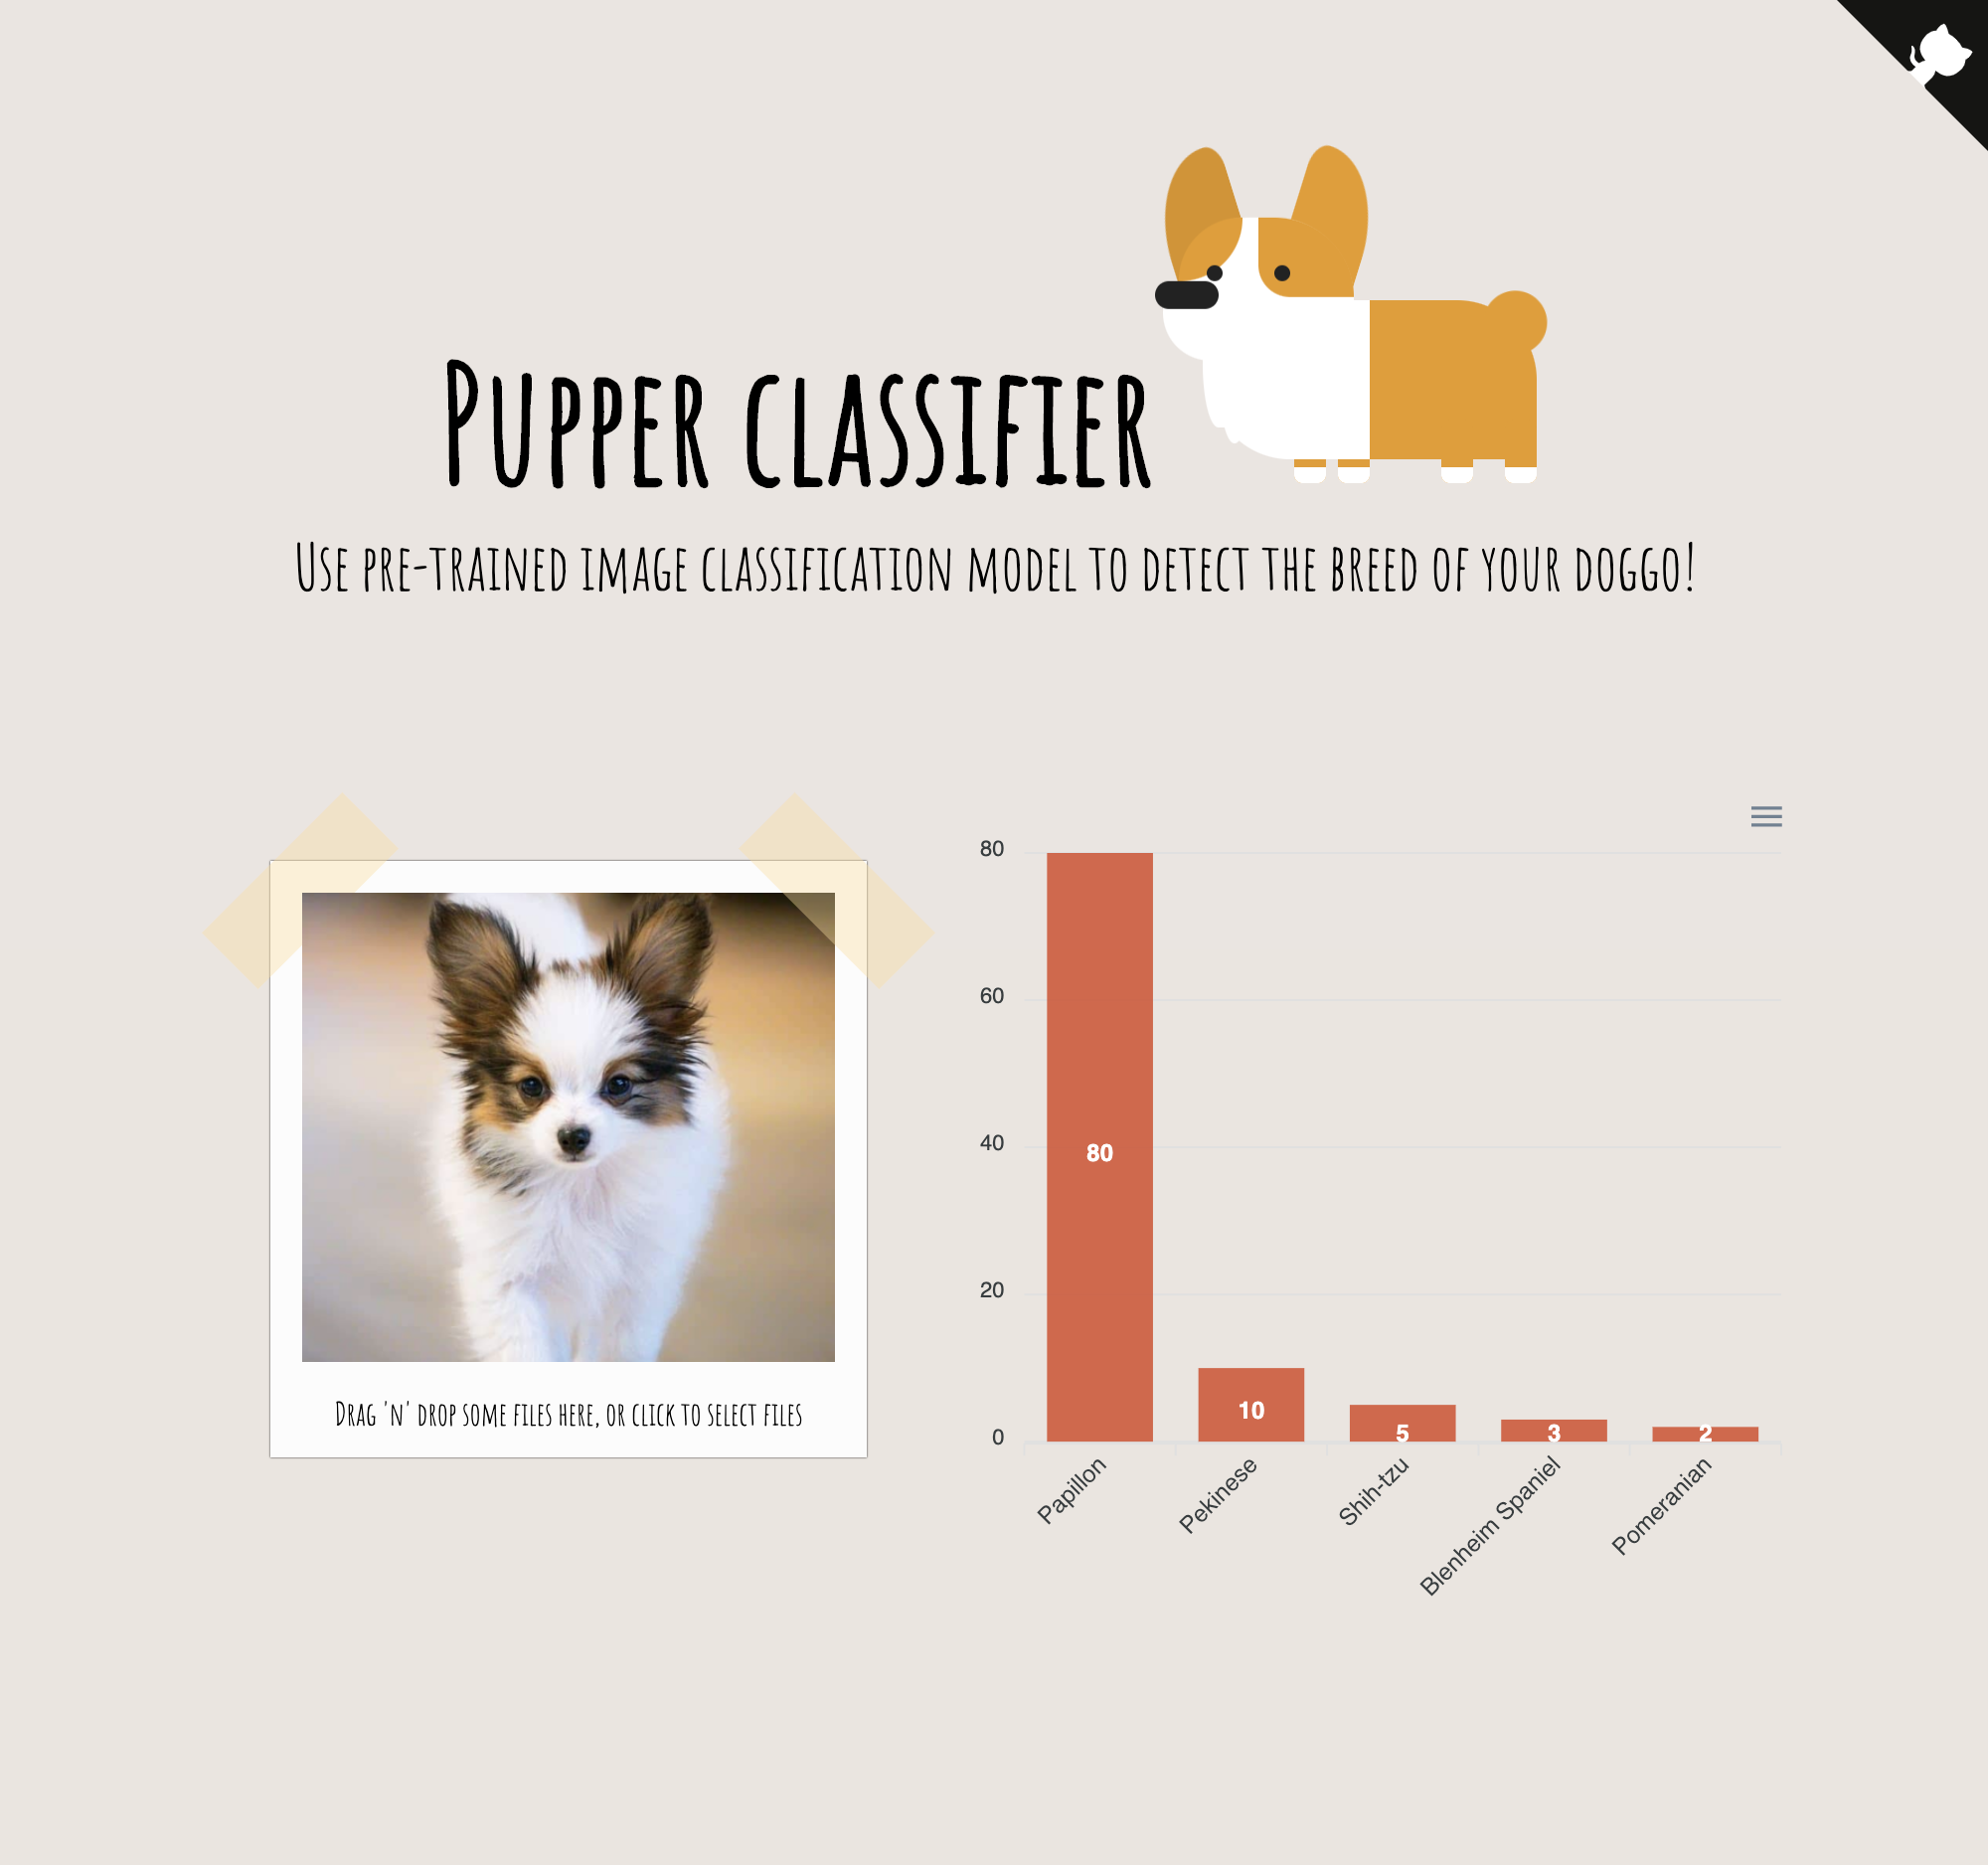 Pupper classifier
Use pre-trained image classification model to detect the breed of your doggo!
Drag 'n' drop some files here, or click to select files
80
60
40
20
0
80
10
5
3
2
Papillon
Pekinese
Shih-tzu
Blenheim Spaniel
Pomeranian